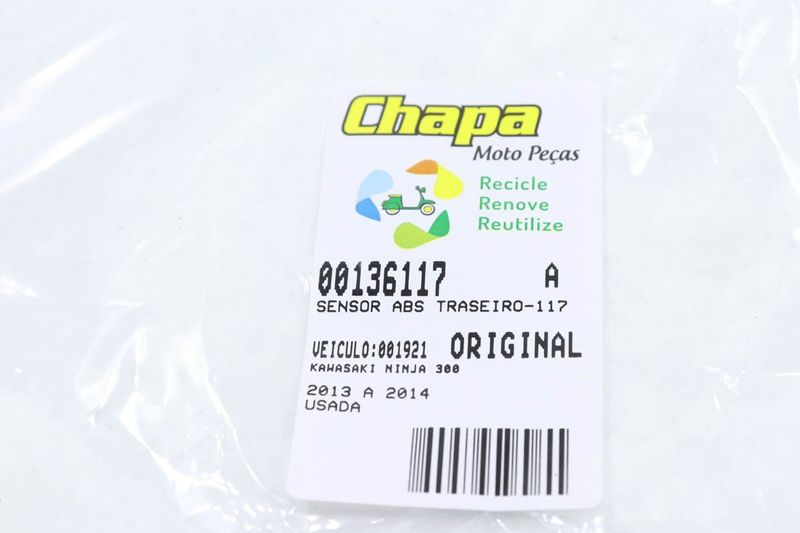 Chapa
Moto Peças
Recicle
Renove
Reutilize
00136117 A
SENSOR ABS TRASEIRO-117
VEICULO:001921 ORIGINAL
KAWASAKI NINJA 300
2013 A 2014
USADA